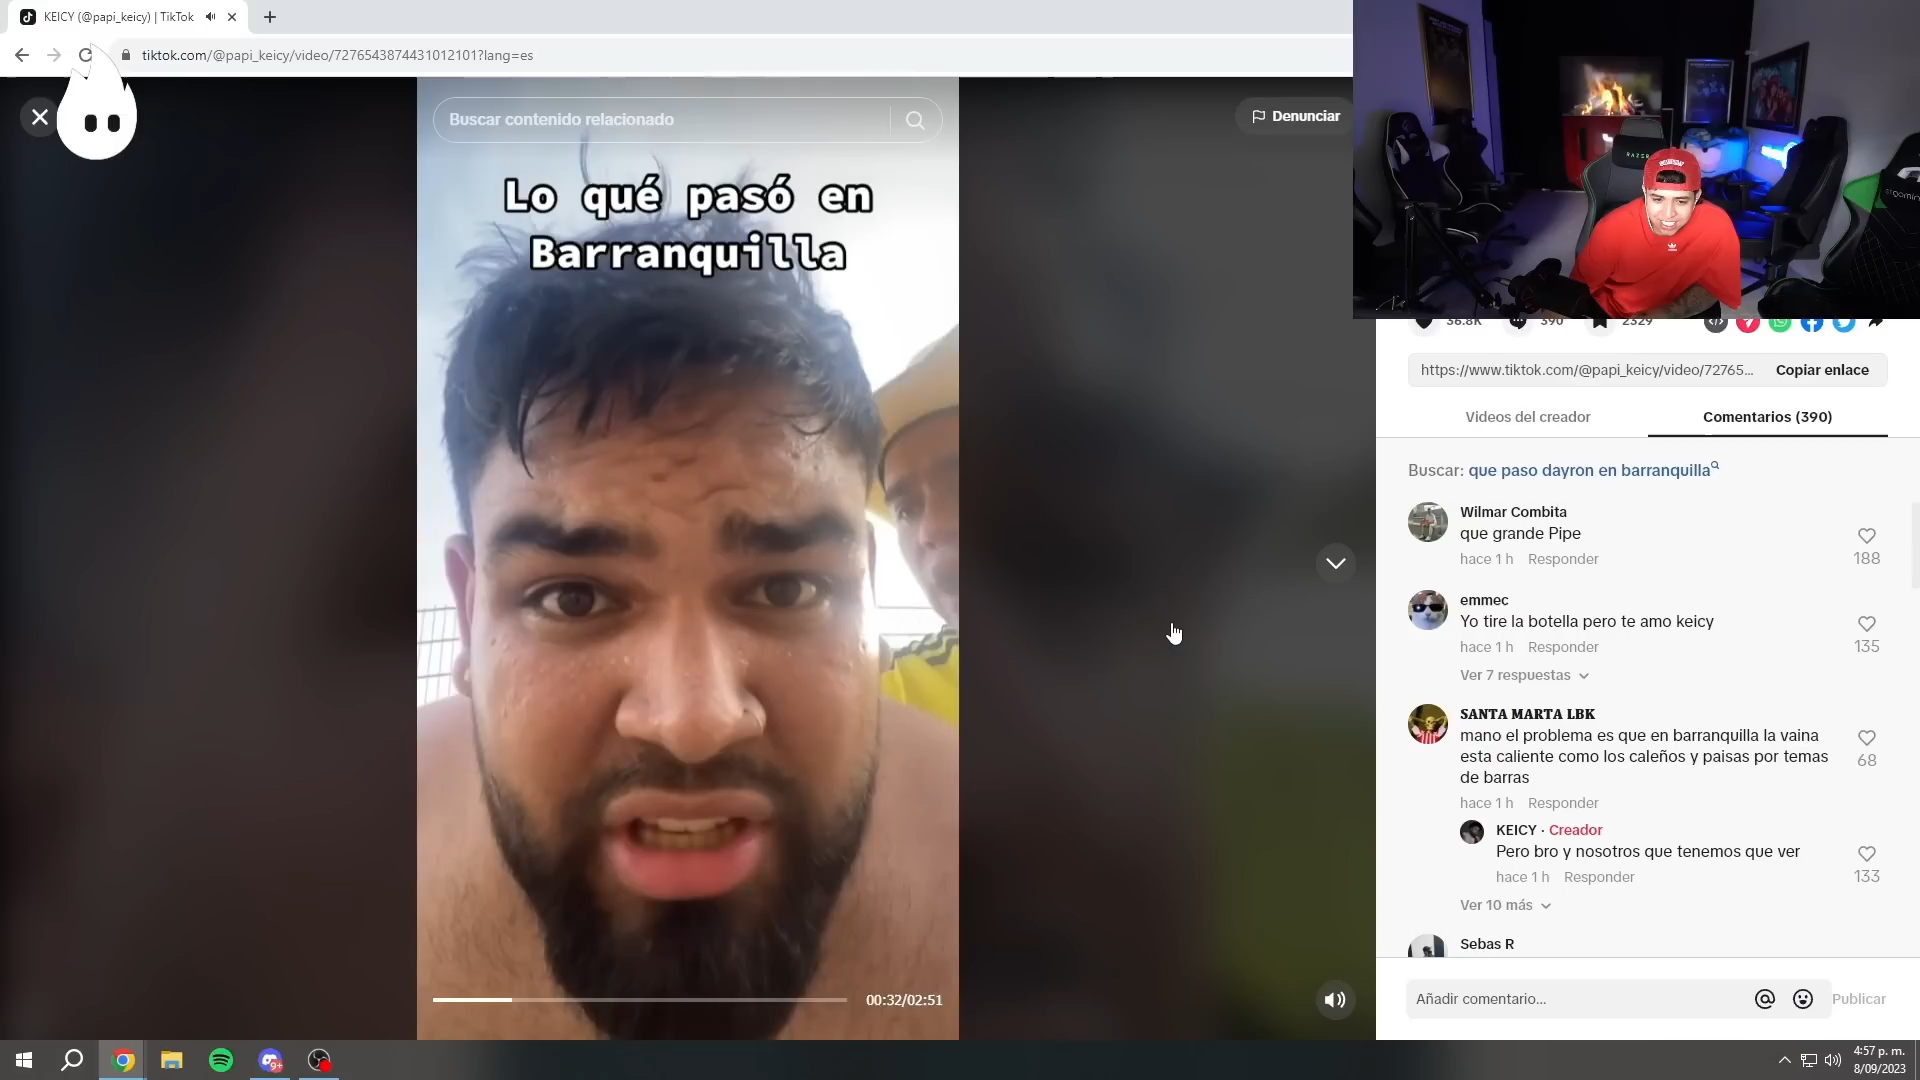 KEICY (@papi_keicy) | TikTok
tiktok.com/@papi_keicy/video/7276543874431012101?lang=es
Buscar contenido relacionado
Denunciar
Lo qué pasó en
Barranquilla
00:32/02:51
RAZER
36.8K 390 2329
https://www.tiktok.com/@papi_keicy/video/72765... Copiar enlace
Videos del creador Comentarios (390)
Buscar: que paso dayron en barranquilla
Wilmar Combita
que grande Pipe
188
hace 1 h Responder
emmec
Yo tire la botella pero te amo keicy
135
hace 1 h Responder
Ver 7 respuestas
SANTA MARTA LBK
mano el problema es que en barranquilla la vaina
esta caliente como los caleños y paisas por temas
de barras
68
hace 1 h Responder
KEICY · Creador
Pero bro y nosotros que tenemos que ver
133
hace 1 h Responder
Ver 10 más
Sebas R
Añadir comentario... Publicar
9+
4:57 p. m.
8/09/2023